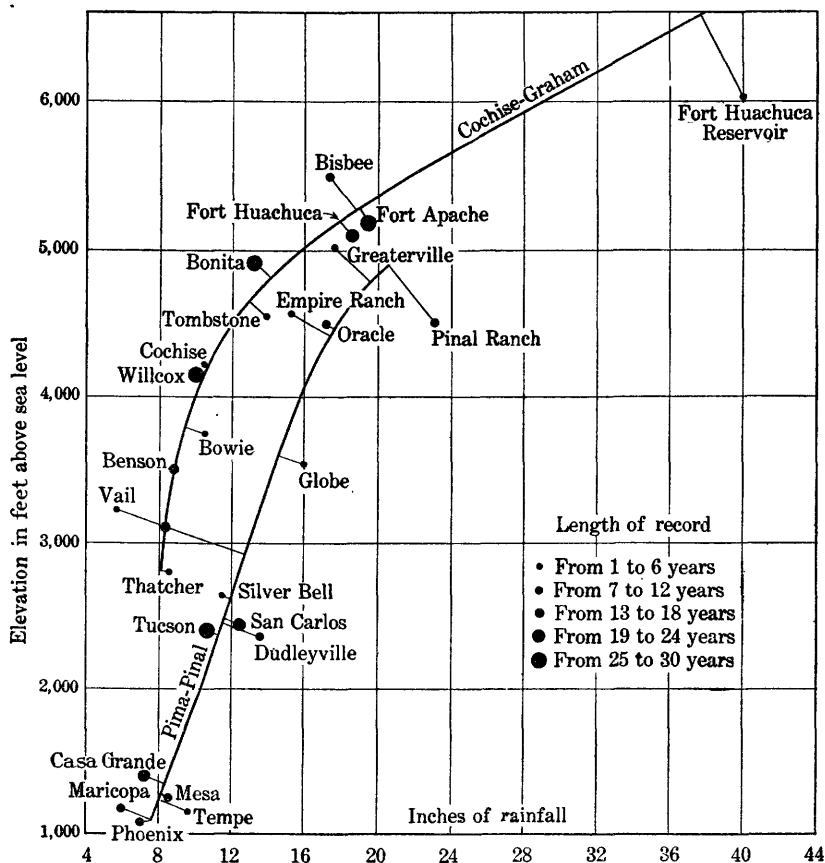 6,000
5,000
4,000
3,000
2,000
1,000
Elevation in feet above sea level
Cochise-Graham
Fort Huachuca
Reservoir
Bisbee
Fort Huachuca
Fort Apache
Greaterville
Bonita
Empire Ranch
Tombstone
Oracle
Pinal Ranch
Cochise
Willcox
Bowie
Benson
Globe
Vail
Thatcher
Silver Bell
Tucson
San Carlos
Dudleyville
Pima-Pinal
Casa Grande
Maricopa
Mesa
Tempe
Phoenix
Length of record
From 1 to 6 years
From 7 to 12 years
From 13 to 18 years
From 19 to 24 years
From 25 to 30 years
Inches of rainfall
4 8 12 16 20 24 28 32 36 40 44